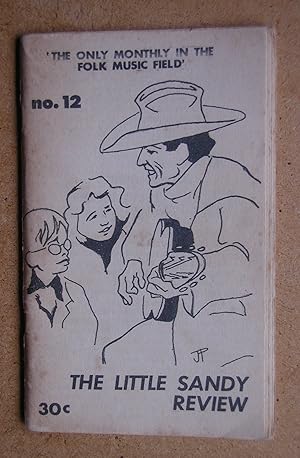 'THE ONLY MONTHLY IN THE
FOLK MUSIC FIELD'
no. 12
JP
THE LITTLE SANDY
REVIEW
30c